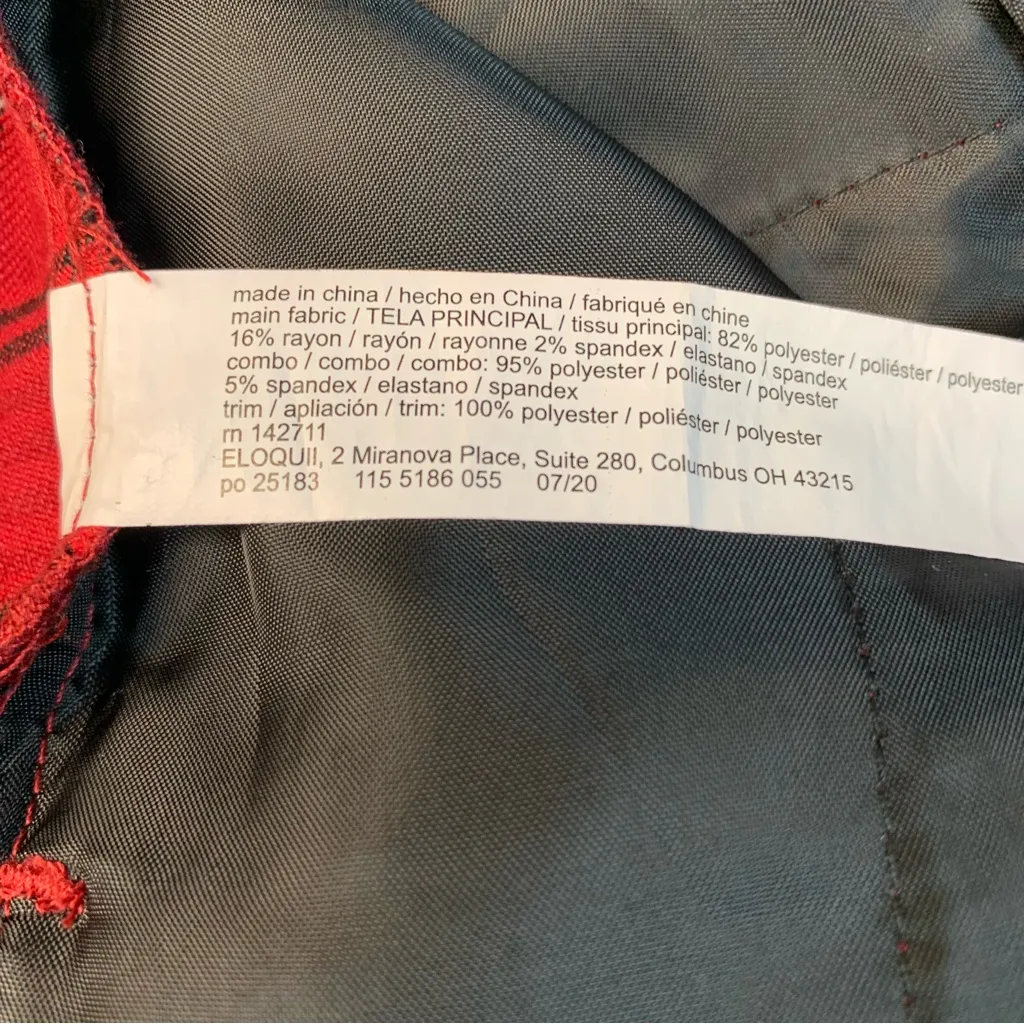 made in china / hecho en China / fabriqué en chine
main fabric / TELA PRINCIPAL / tissu principal: 82% polyester / poliéster / polyester
16% rayon / rayón / rayonne 2% spandex / elastano / spandex
combo / combo / combo: 95% polyester / poliéster / polyester
5% spandex / elastano / spandex
trim / apliación / trim: 100% polyester / poliéster / polyester
rn 142711
ELOQUII, 2 Miranova Place, Suite 280, Columbus OH 43215
po 25183 115 5186 055 07/20